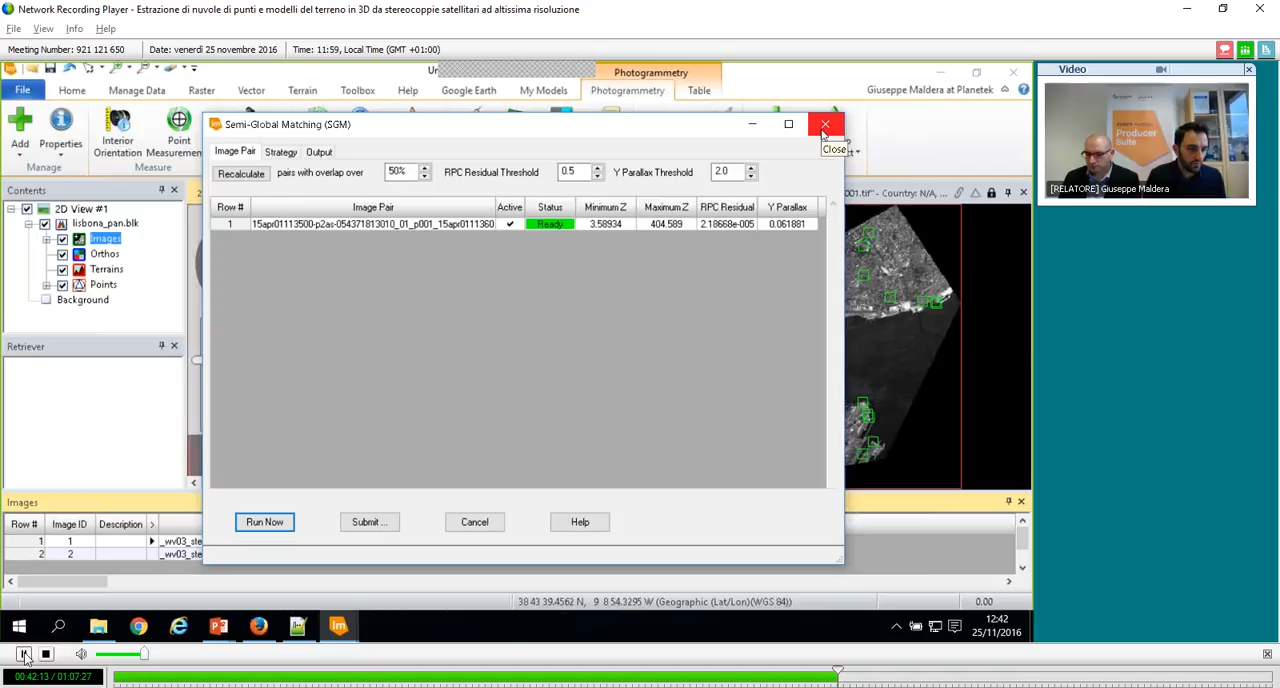 Network Recording Player - Estrazione di nuvole di punti e modelli del terreno in 3D da stereocoppie satellitari ad altissima risoluzione
File View Info Help
Meeting Number: 921 121 650 Date: venerdì 25 novembre 2016 Time: 11:59, Local Time (GMT +01:00)
Ur
Photogrammetry
File Home Manage Data Raster Vector Terrain Toolbox Help Google Earth My Models Photogrammetry Table Giuseppe Maldera at Planetek
Add Properties Interior Orientation Point Measurement
Manage Measure
Semi-Global Matching (SGM)
Close
Image Pair Strategy Output
Recalculate pairs with overlap over 50% RPC Residual Threshold 0.5 Y Parallax Threshold 2.0
Row # Image Pair Active Status Minimum Z Maximum Z RPC Residual Y Parallax
1 15apr01113500-p2as-054371813010_01_p001_15apr0111360 Ready 3.58934 404.589 2.18668e-005 0.061881
Run Now Submit ... Cancel Help
Contents
2D View #1
lisbona_pan.blk
Images
Orthos
Terrains
Points
Background
Retriever
2
001.tif" - Country: N/A, ...
Images
Row # Image ID Description >
1 1 _wv03_ste
2 2 _wv03_ste
38 43 39.4562 N, 9 8 54.3295 W (Geographic (Lat/Lon)(WGS 84)) 0.00
12:42
25/11/2016
Video
Producer
Suite
[RELATORE] Giuseppe Maldera
00:42:13 / 01:07:27